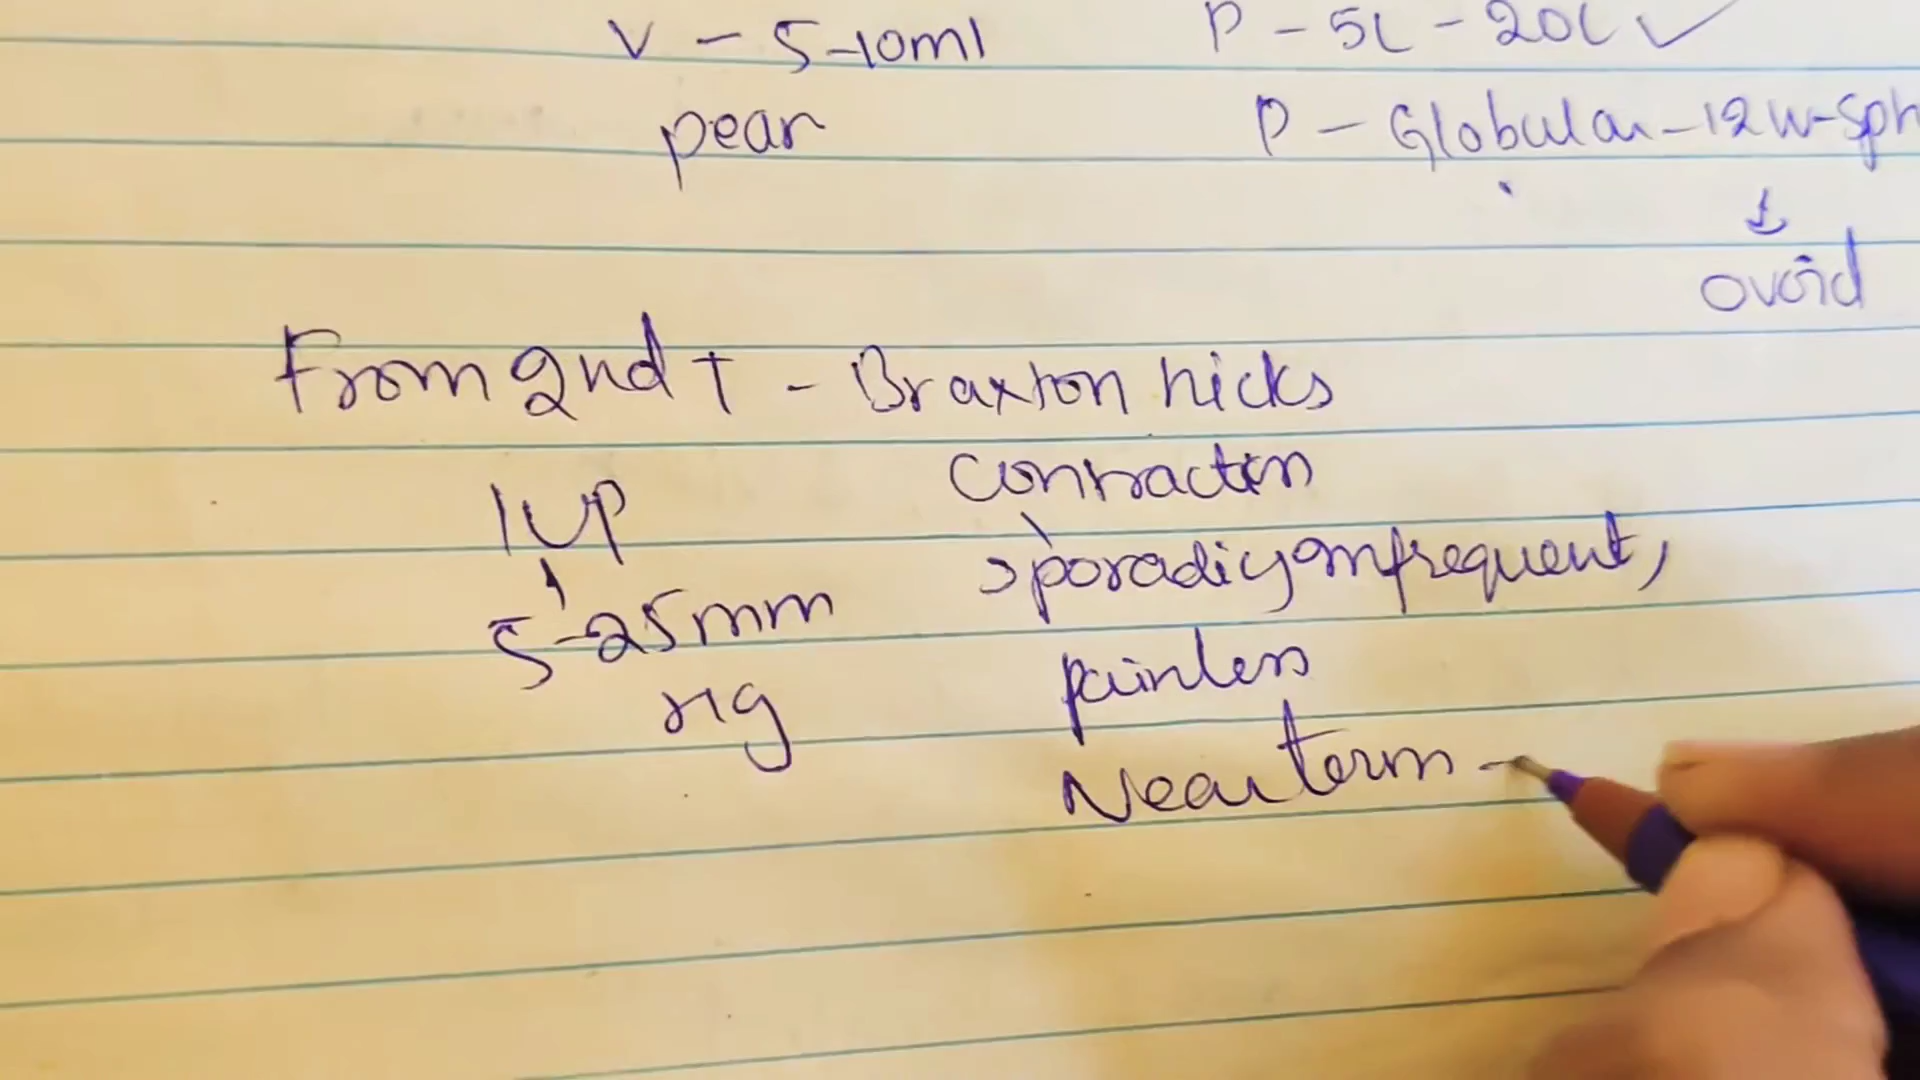 V - 5-10ml P - 5L - 20L ✓
pear P - Globular - 12W - Sph
↓
ovoid
From 2nd T - Braxton hicks
IUP contraction
sporadic, infrequent,
5-25mm
Hg painless
Near term -